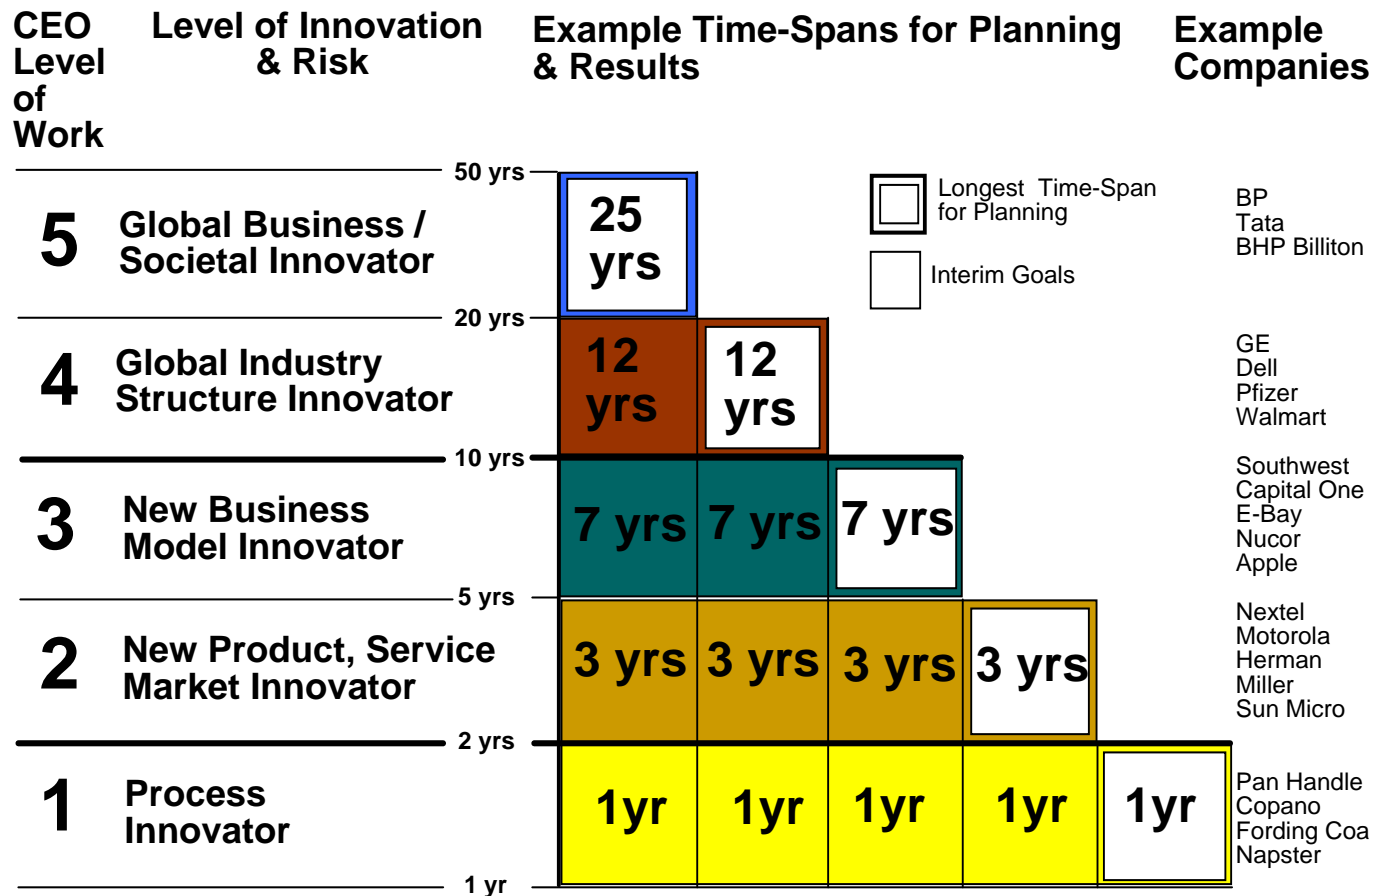 CEO
Level
of
Work
Level of Innovation
& Risk
Example Time-Spans for Planning
& Results
Example
Companies
50 yrs
5
Global Business /
Societal Innovator
25
yrs
Longest Time-Span
for Planning
Interim Goals
BP
Tata
BHP Billiton
20 yrs
4
Global Industry
Structure Innovator
12
yrs
12
yrs
GE
Dell
Pfizer
Walmart
10 yrs
3
New Business
Model Innovator
7 yrs
7 yrs
7 yrs
Southwest
Capital One
E-Bay
Nucor
Apple
5 yrs
2
New Product, Service
Market Innovator
3 yrs
3 yrs
3 yrs
3 yrs
Nextel
Motorola
Herman
Miller
Sun Micro
2 yrs
1
Process
Innovator
1yr
1yr
1yr
1yr
1yr
Pan Handle
Copano
Fording Coa
Napster
1 yr